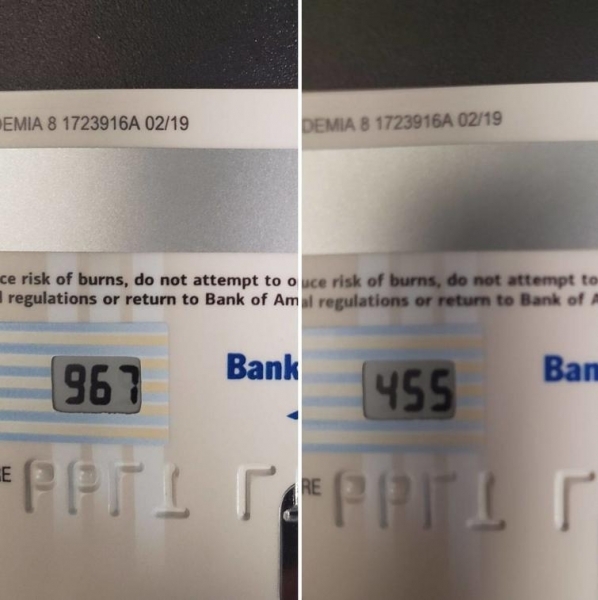 DEMIA 8 1723916A 02/19
ce risk of burns, do not attempt to o
l regulations or return to Bank of Am
967
Bank
E
DEMIA 8 1723916A 02/19
uce risk of burns, do not attempt to
al regulations or return to Bank of A
455
Ban
RE